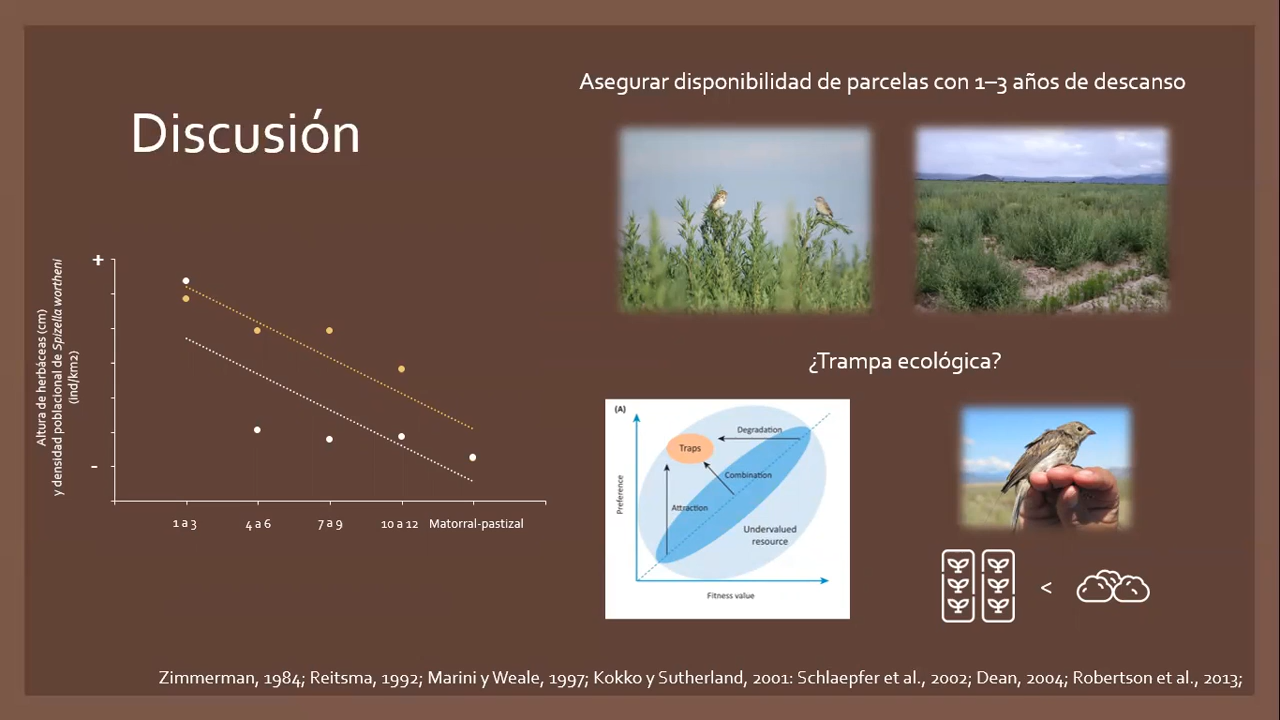 Asegurar disponibilidad de parcelas con 1–3 años de descanso
Discusión
Altura de herbáceas (cm)
y densidad poblacional de Spizella wortheni
(ind/km2)
+
-
1 a 3
4 a 6
7 a 9
10 a 12
Matorral-pastizal
¿Trampa ecológica?
(A)
Degradation
Traps
Combination
Attraction
Undervalued
resource
Preference
Fitness value
<
Zimmerman, 1984; Reitsma, 1992; Marini y Weale, 1997; Kokko y Sutherland, 2001: Schlaepfer et al., 2002; Dean, 2004; Robertson et al., 2013;